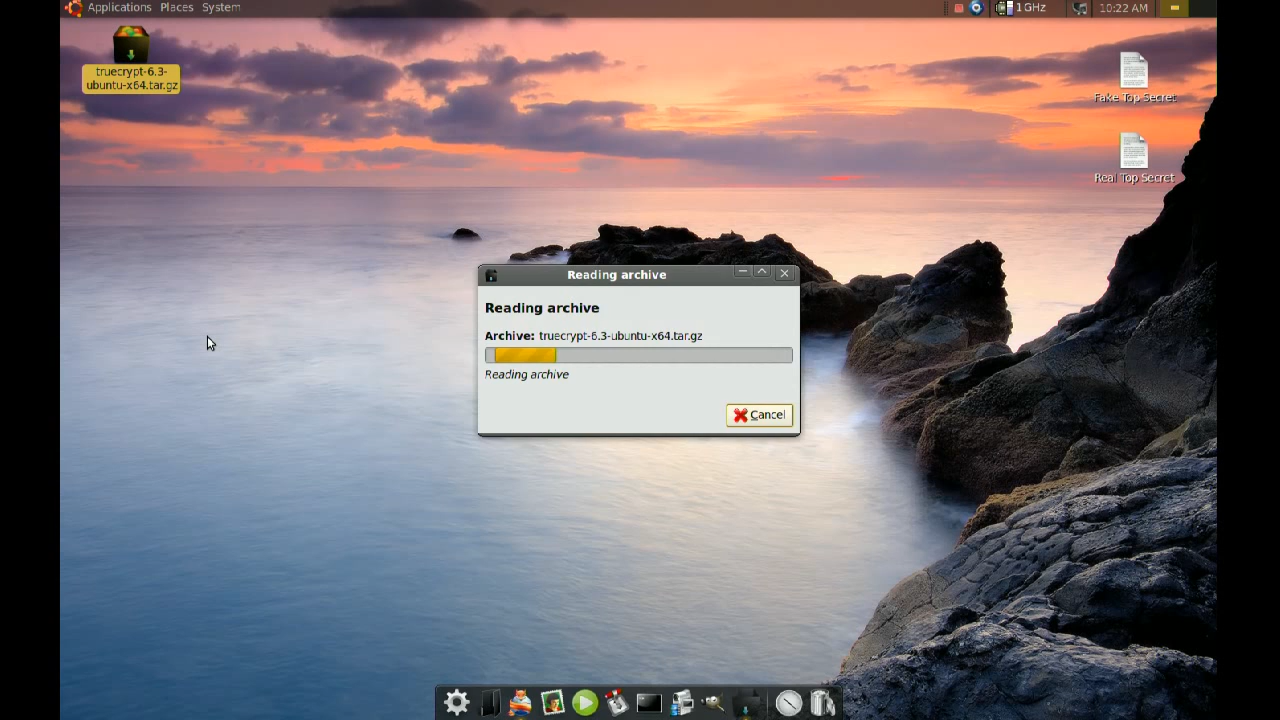 Applications Places System
1 GHz
10:22 AM
truecrypt-6.3-
ubuntu-x64.tar.gz
Fake Top Secret
Real Top Secret
Reading archive
Reading archive
Archive: truecrypt-6.3-ubuntu-x64.tar.gz
Reading archive
Cancel